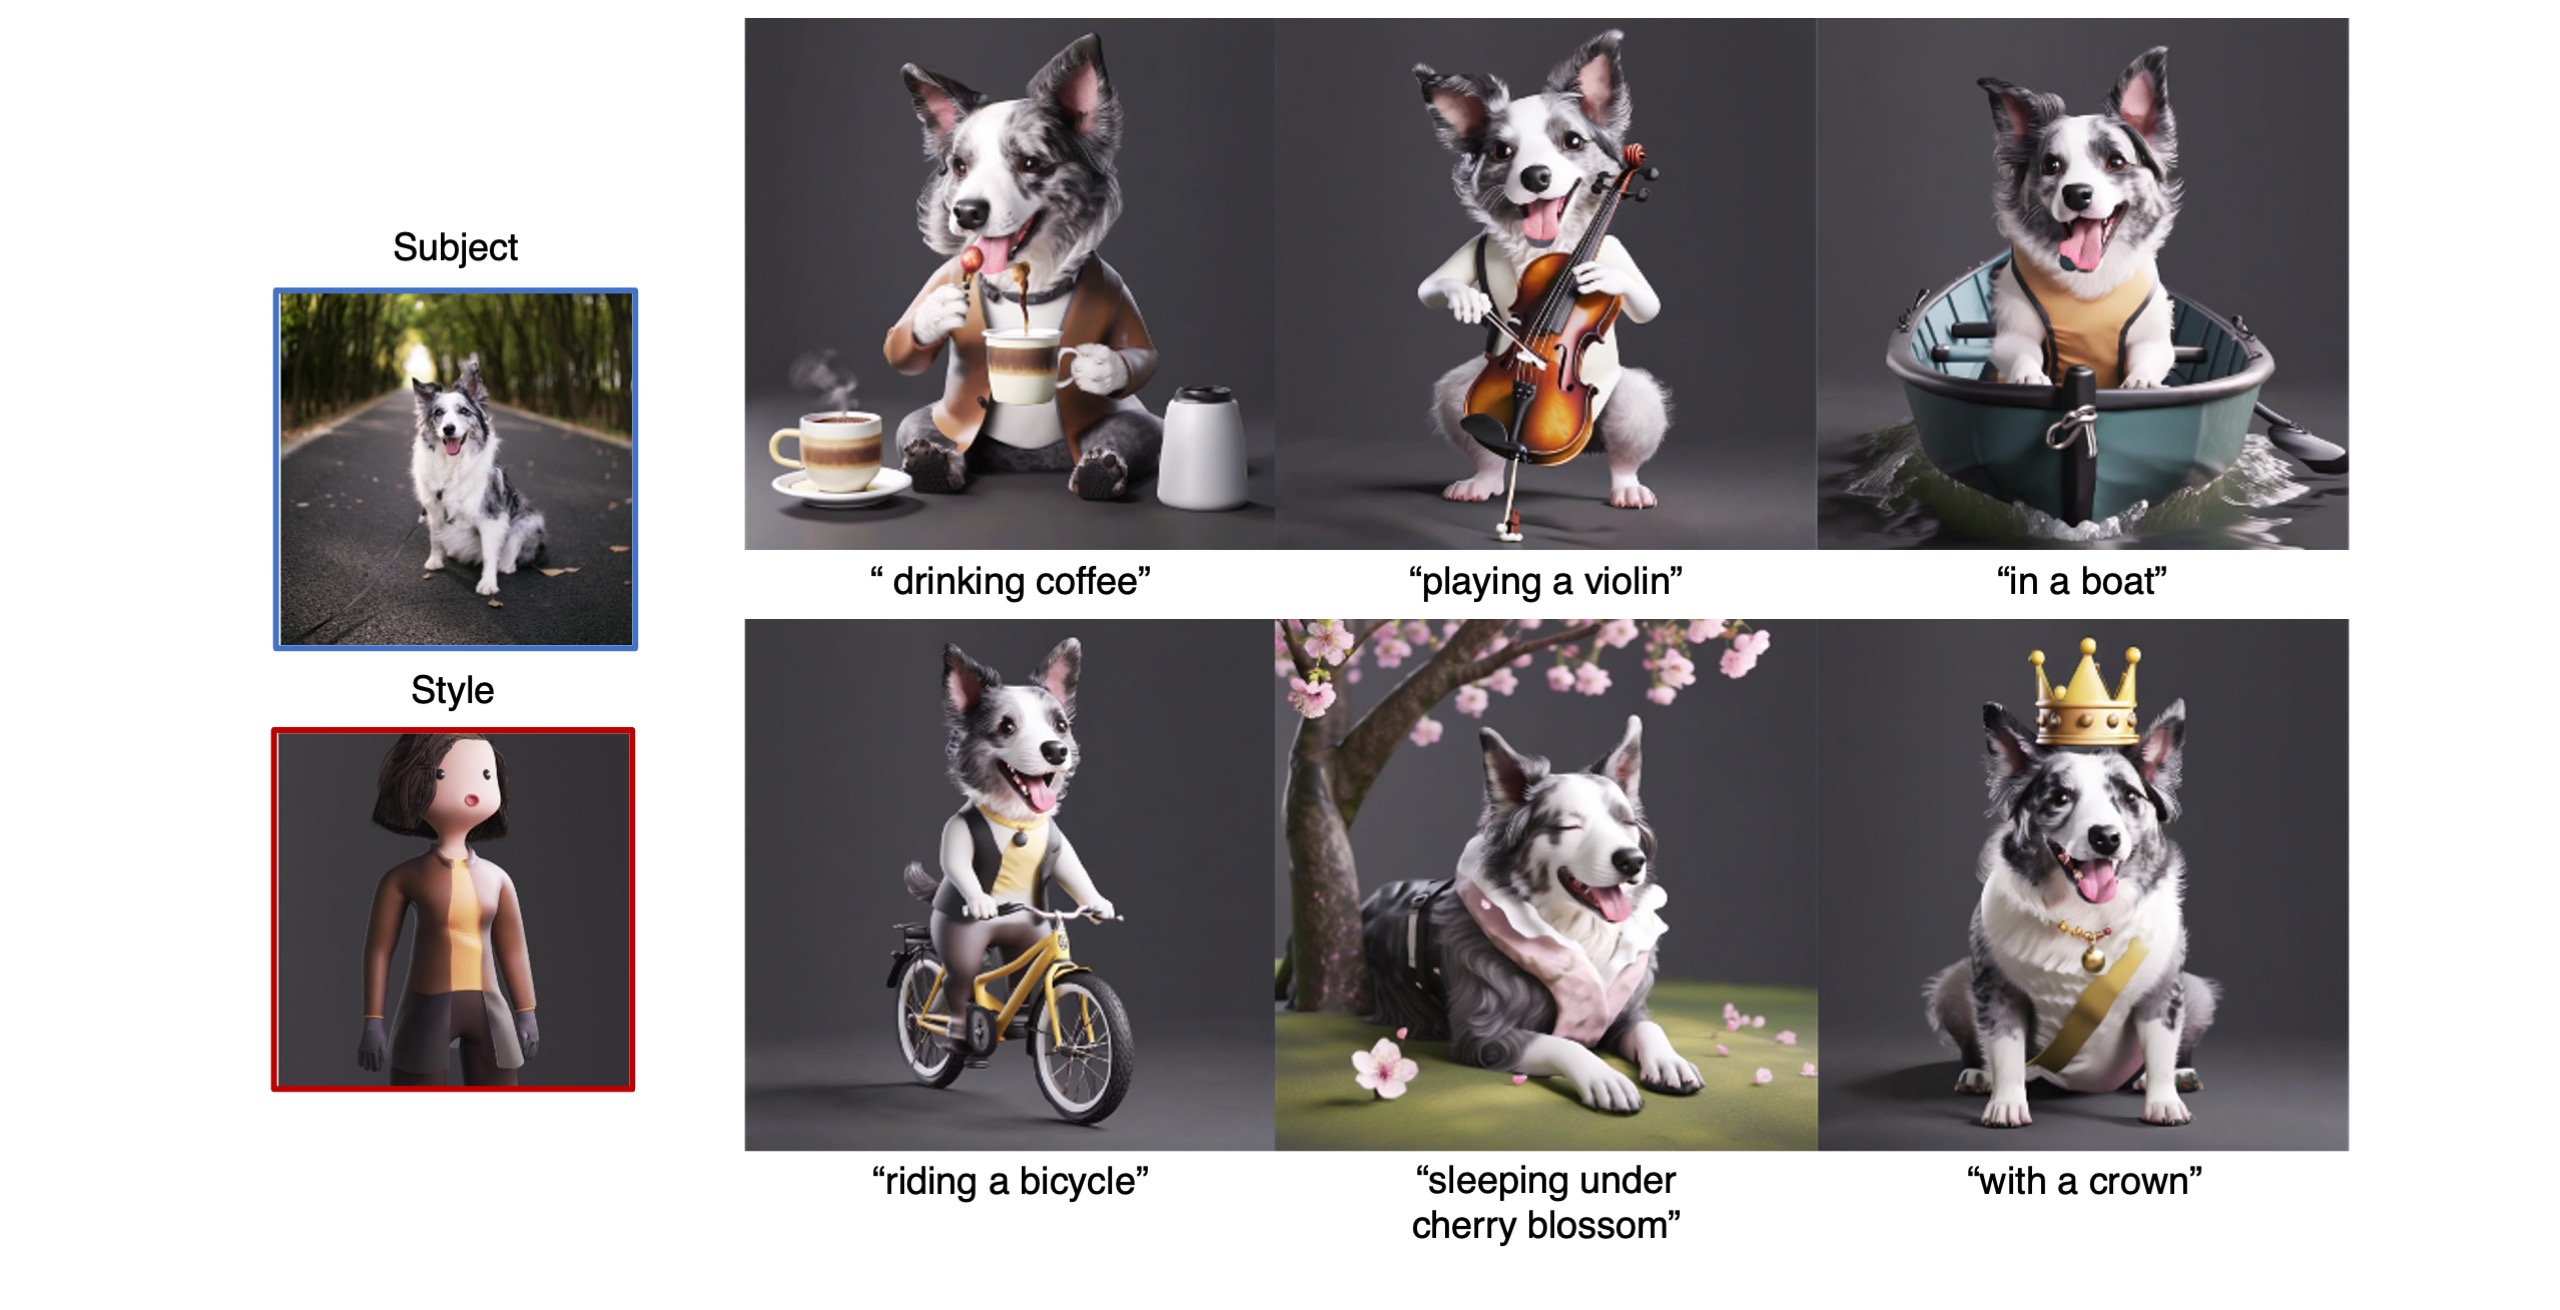 Subject
Style
“ drinking coffee”
“playing a violin”
“in a boat”
“riding a bicycle”
“sleeping under
cherry blossom”
“with a crown”